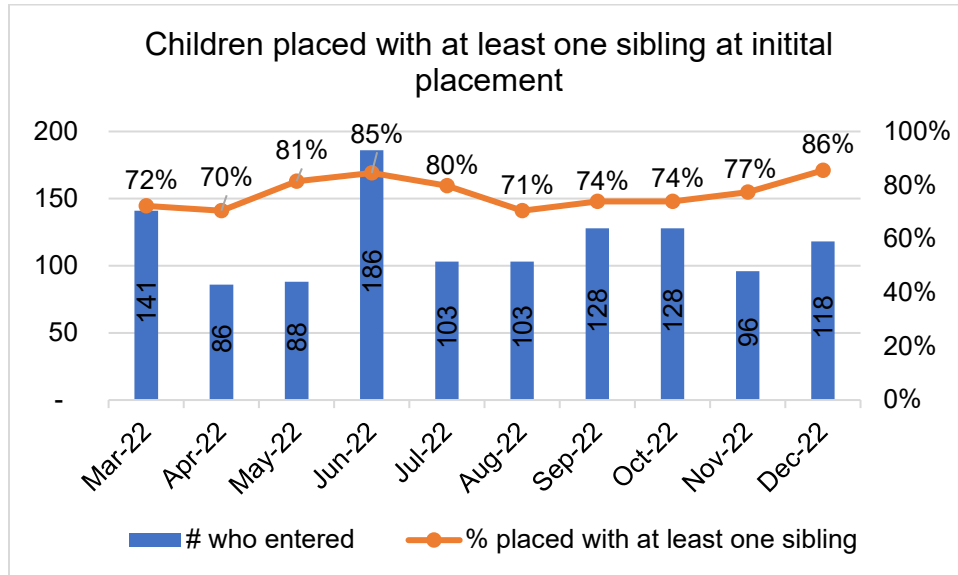 Children placed with at least one sibling at initital
placement
200
150
100
50
-
100%
80%
60%
40%
20%
0%
72%
70%
81%
85%
80%
71%
74%
74%
77%
86%
141
86
88
186
103
103
128
128
96
118
Mar-22
Apr-22
May-22
Jun-22
Jul-22
Aug-22
Sep-22
Oct-22
Nov-22
Dec-22
# who entered
% placed with at least one sibling